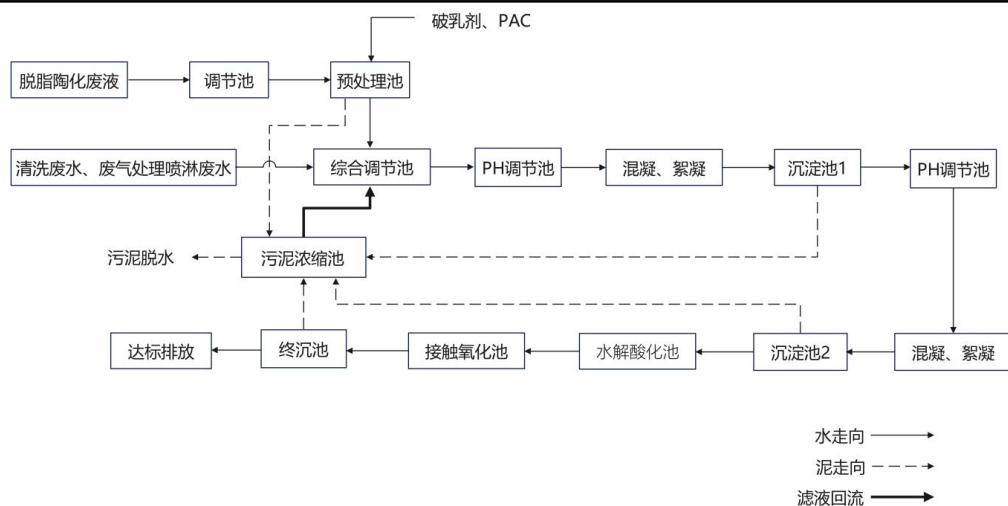 破乳剂、PAC
脱脂陶化废液
调节池
预处理池
清洗废水、废气处理喷淋废水
综合调节池
PH调节池
混凝、絮凝
沉淀池1
PH调节池
污泥脱水
污泥浓缩池
达标排放
终沉池
接触氧化池
水解酸化池
沉淀池2
混凝、絮凝
水走向
泥走向
滤液回流